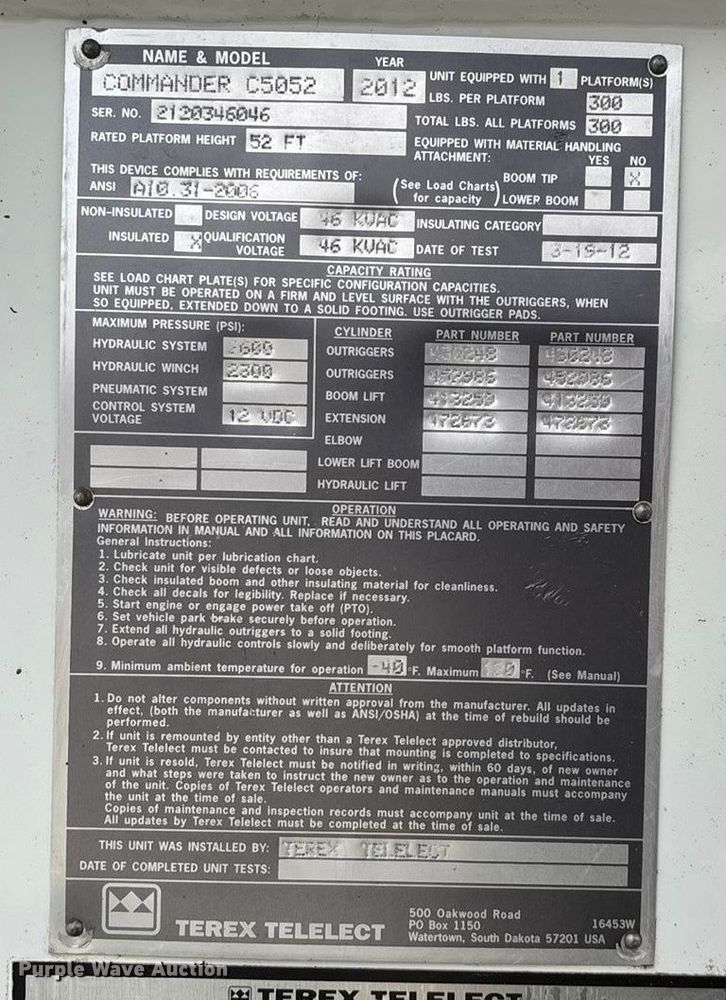 NAME & MODEL YEAR
COMMANDER C5052 2012 UNIT EQUIPPED WITH 1 PLATFORM(S)
LBS. PER PLATFORM 300
SER. NO. 2120346046 TOTAL LBS. ALL PLATFORMS 300
RATED PLATFORM HEIGHT 52 FT EQUIPPED WITH MATERIAL HANDLING
ATTACHMENT: YES NO
THIS DEVICE COMPLIES WITH REQUIREMENTS OF: BOOM TIP X
ANSI A10.31-2006 (See Load Charts for capacity) LOWER BOOM
NON-INSULATED DESIGN VOLTAGE 46 KVAC INSULATING CATEGORY
INSULATED X QUALIFICATION VOLTAGE 46 KVAC DATE OF TEST 3-19-12
CAPACITY RATING
SEE LOAD CHART PLATE(S) FOR SPECIFIC CONFIGURATION CAPACITIES.
UNIT MUST BE OPERATED ON A FIRM AND LEVEL SURFACE WITH THE OUTRIGGERS, WHEN
SO EQUIPPED, EXTENDED DOWN TO A SOLID FOOTING. USE OUTRIGGER PADS.
MAXIMUM PRESSURE (PSI):
HYDRAULIC SYSTEM
HYDRAULIC WINCH 2300
PNEUMATIC SYSTEM
CONTROL SYSTEM
VOLTAGE 12 VDC
CYLINDER PART NUMBER PART NUMBER
OUTRIGGERS
OUTRIGGERS 452986 452986
BOOM LIFT 413259 413259
EXTENSION 472673 472673
ELBOW
LOWER LIFT BOOM
HYDRAULIC LIFT
OPERATION
WARNING: BEFORE OPERATING UNIT, READ AND UNDERSTAND ALL OPERATING AND SAFETY
INFORMATION IN MANUAL AND ALL INFORMATION ON THIS PLACARD.
General Instructions:
1. Lubricate unit per lubrication chart.
2. Check unit for visible defects or loose objects.
3. Check insulated boom and other insulating material for cleanliness.
4. Check all decals for legibility. Replace if necessary.
5. Start engine or engage power take off (PTO).
6. Set vehicle park brake securely before operation.
7. Extend all hydraulic outriggers to a solid footing.
8. Operate all hydraulic controls slowly and deliberately for smooth platform function.
9. Minimum ambient temperature for operation -40 °F. Maximum °F. (See Manual)
ATTENTION
1. Do not alter components without written approval from the manufacturer. All updates in
effect, (both the manufacturer as well as ANSI/OSHA) at the time of rebuild should be
performed.
2. If unit is remounted by entity other than a Terex Telelect approved distributor,
Terex Telelect must be contacted to insure that mounting is completed to specifications.
3. If unit is resold, Terex Telelect must be notified in writing, within 60 days, of new owner
and what steps were taken to instruct the new owner as to the operation and maintenance
of the unit. Copies of Terex Telelect operators and maintenance manuals must accompany
the unit at the time of sale.
Copies of maintenance and inspection records must accompany unit at the time of sale.
All updates by Terex Telelect must be completed at the time of sale.
THIS UNIT WAS INSTALLED BY: TEREX TELELECT
DATE OF COMPLETED UNIT TESTS:
TEREX TELELECT
500 Oakwood Road
PO Box 1150
Watertown, South Dakota 57201 USA
16453W
Purple Wave Auction
TEREX TELELECT